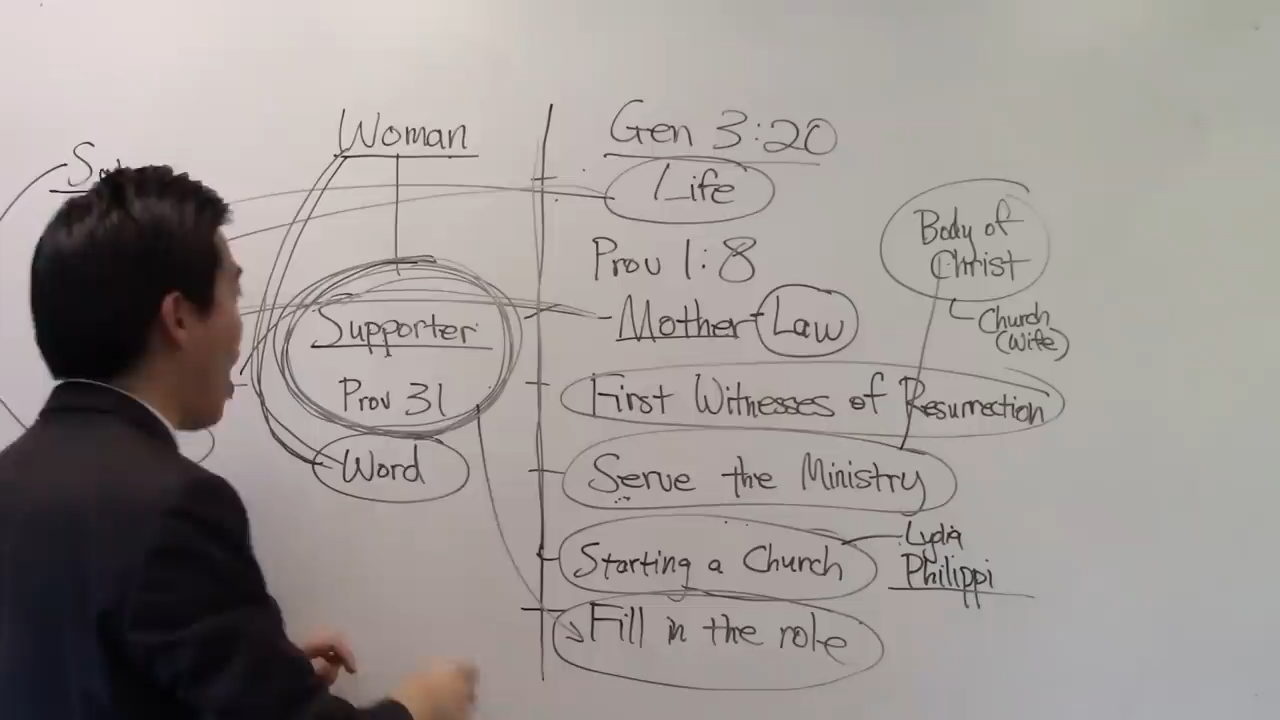 Woman
Supporter
Prov 31
Word
Gen 3:20
Life
Prov 1:8
Mother-Law
First Witnesses of Resurrection
Serve the Ministry
Starting a Church
Fill in the role
Body of
Christ
Church
(Wife)
Lydia
Philippi